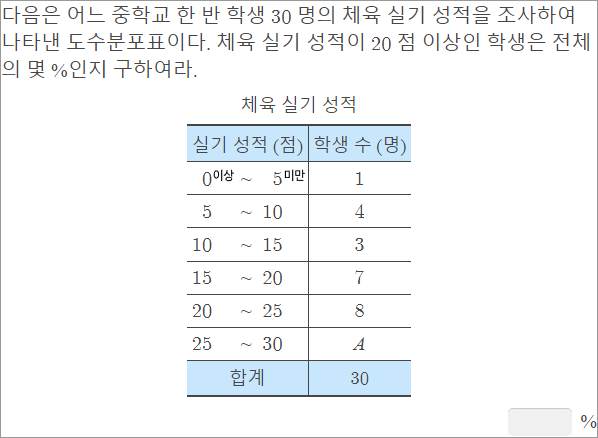 다음은 어느 중학교 한 반 학생 30 명의 체육 실기 성적을 조사하여
나타낸 도수분포표이다. 체육 실기 성적이 20 점 이상인 학생은 전체
의 몇 %인지 구하여라.
체육 실기 성적
실기 성적 (점) 학생 수 (명)
0이상 ~ 5미만 1
5 ~ 10 4
10 ~ 15 3
15 ~ 20 7
20 ~ 25 8
25 ~ 30 A
합계 30
%